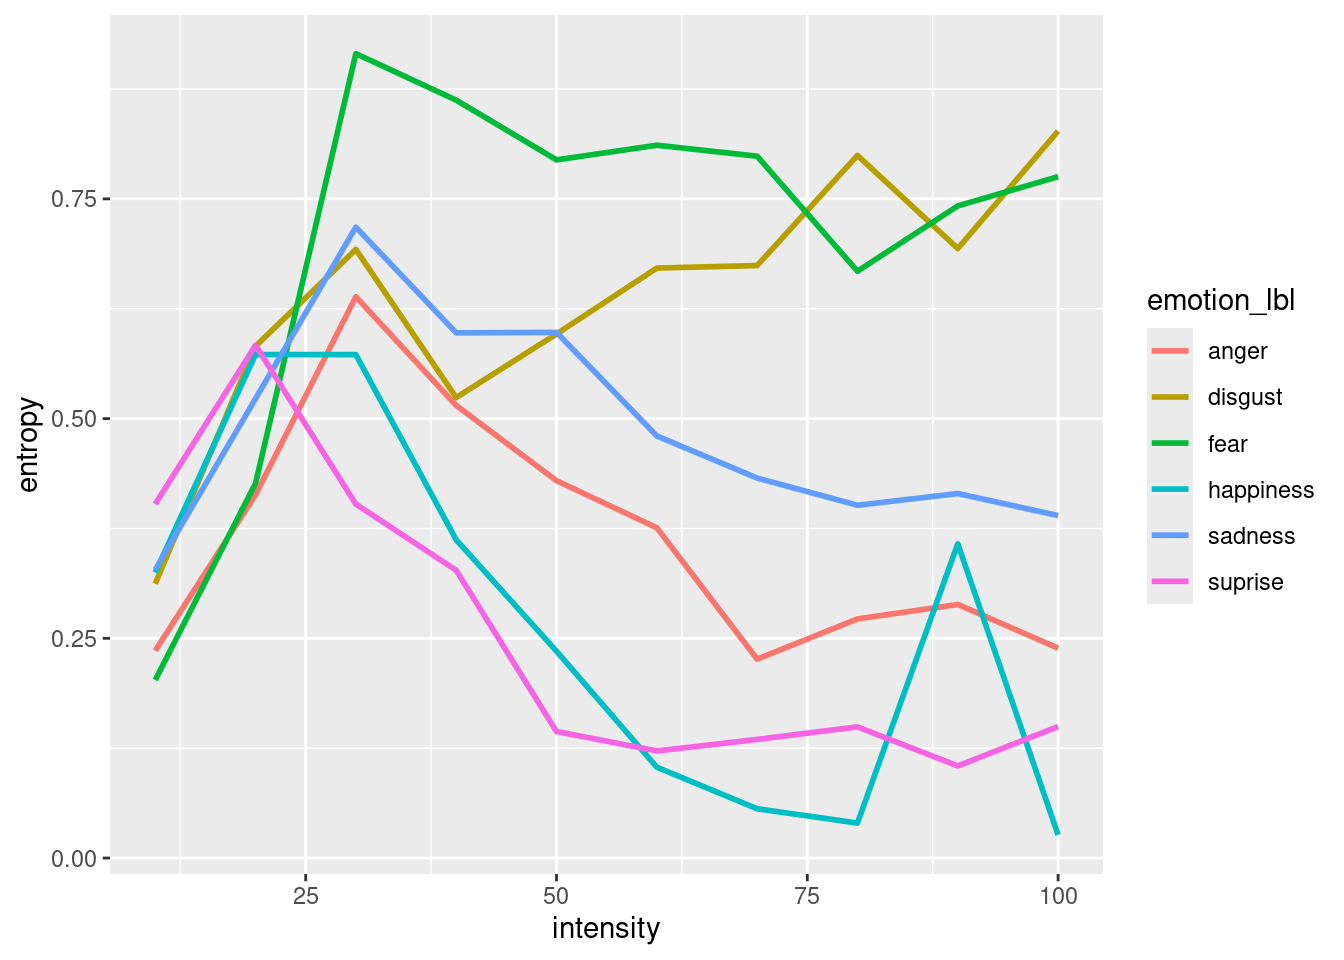 0.75
0.50
0.25
0.00
entropy
25 50 75 100
intensity
emotion_lbl
anger
disgust
fear
happiness
sadness
suprise